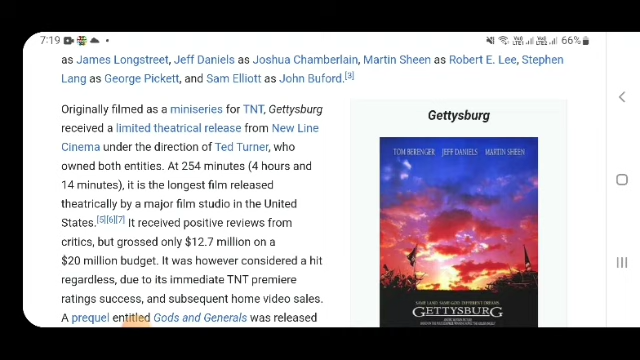 7:19
66%
as James Longstreet, Jeff Daniels as Joshua Chamberlain, Martin Sheen as Robert E. Lee, Stephen
Lang as George Pickett, and Sam Elliott as John Buford.[3]
Originally filmed as a miniseries for TNT, Gettysburg
received a limited theatrical release from New Line
Cinema under the direction of Ted Turner, who
owned both entities. At 254 minutes (4 hours and
14 minutes), it is the longest film released
theatrically by a major film studio in the United
States.[5][6][7] It received positive reviews from
critics, but grossed only $12.7 million on a
$20 million budget. It was however considered a hit
regardless, due to its immediate TNT premiere
ratings success, and subsequent home video sales.
A prequel entitled Gods and Generals was released
Gettysburg
TOM BERENGER JEFF DANIELS MARTIN SHEEN
SAME LAND. SAME GOD. DIFFERENT DREAMS.
GETTYSBURG